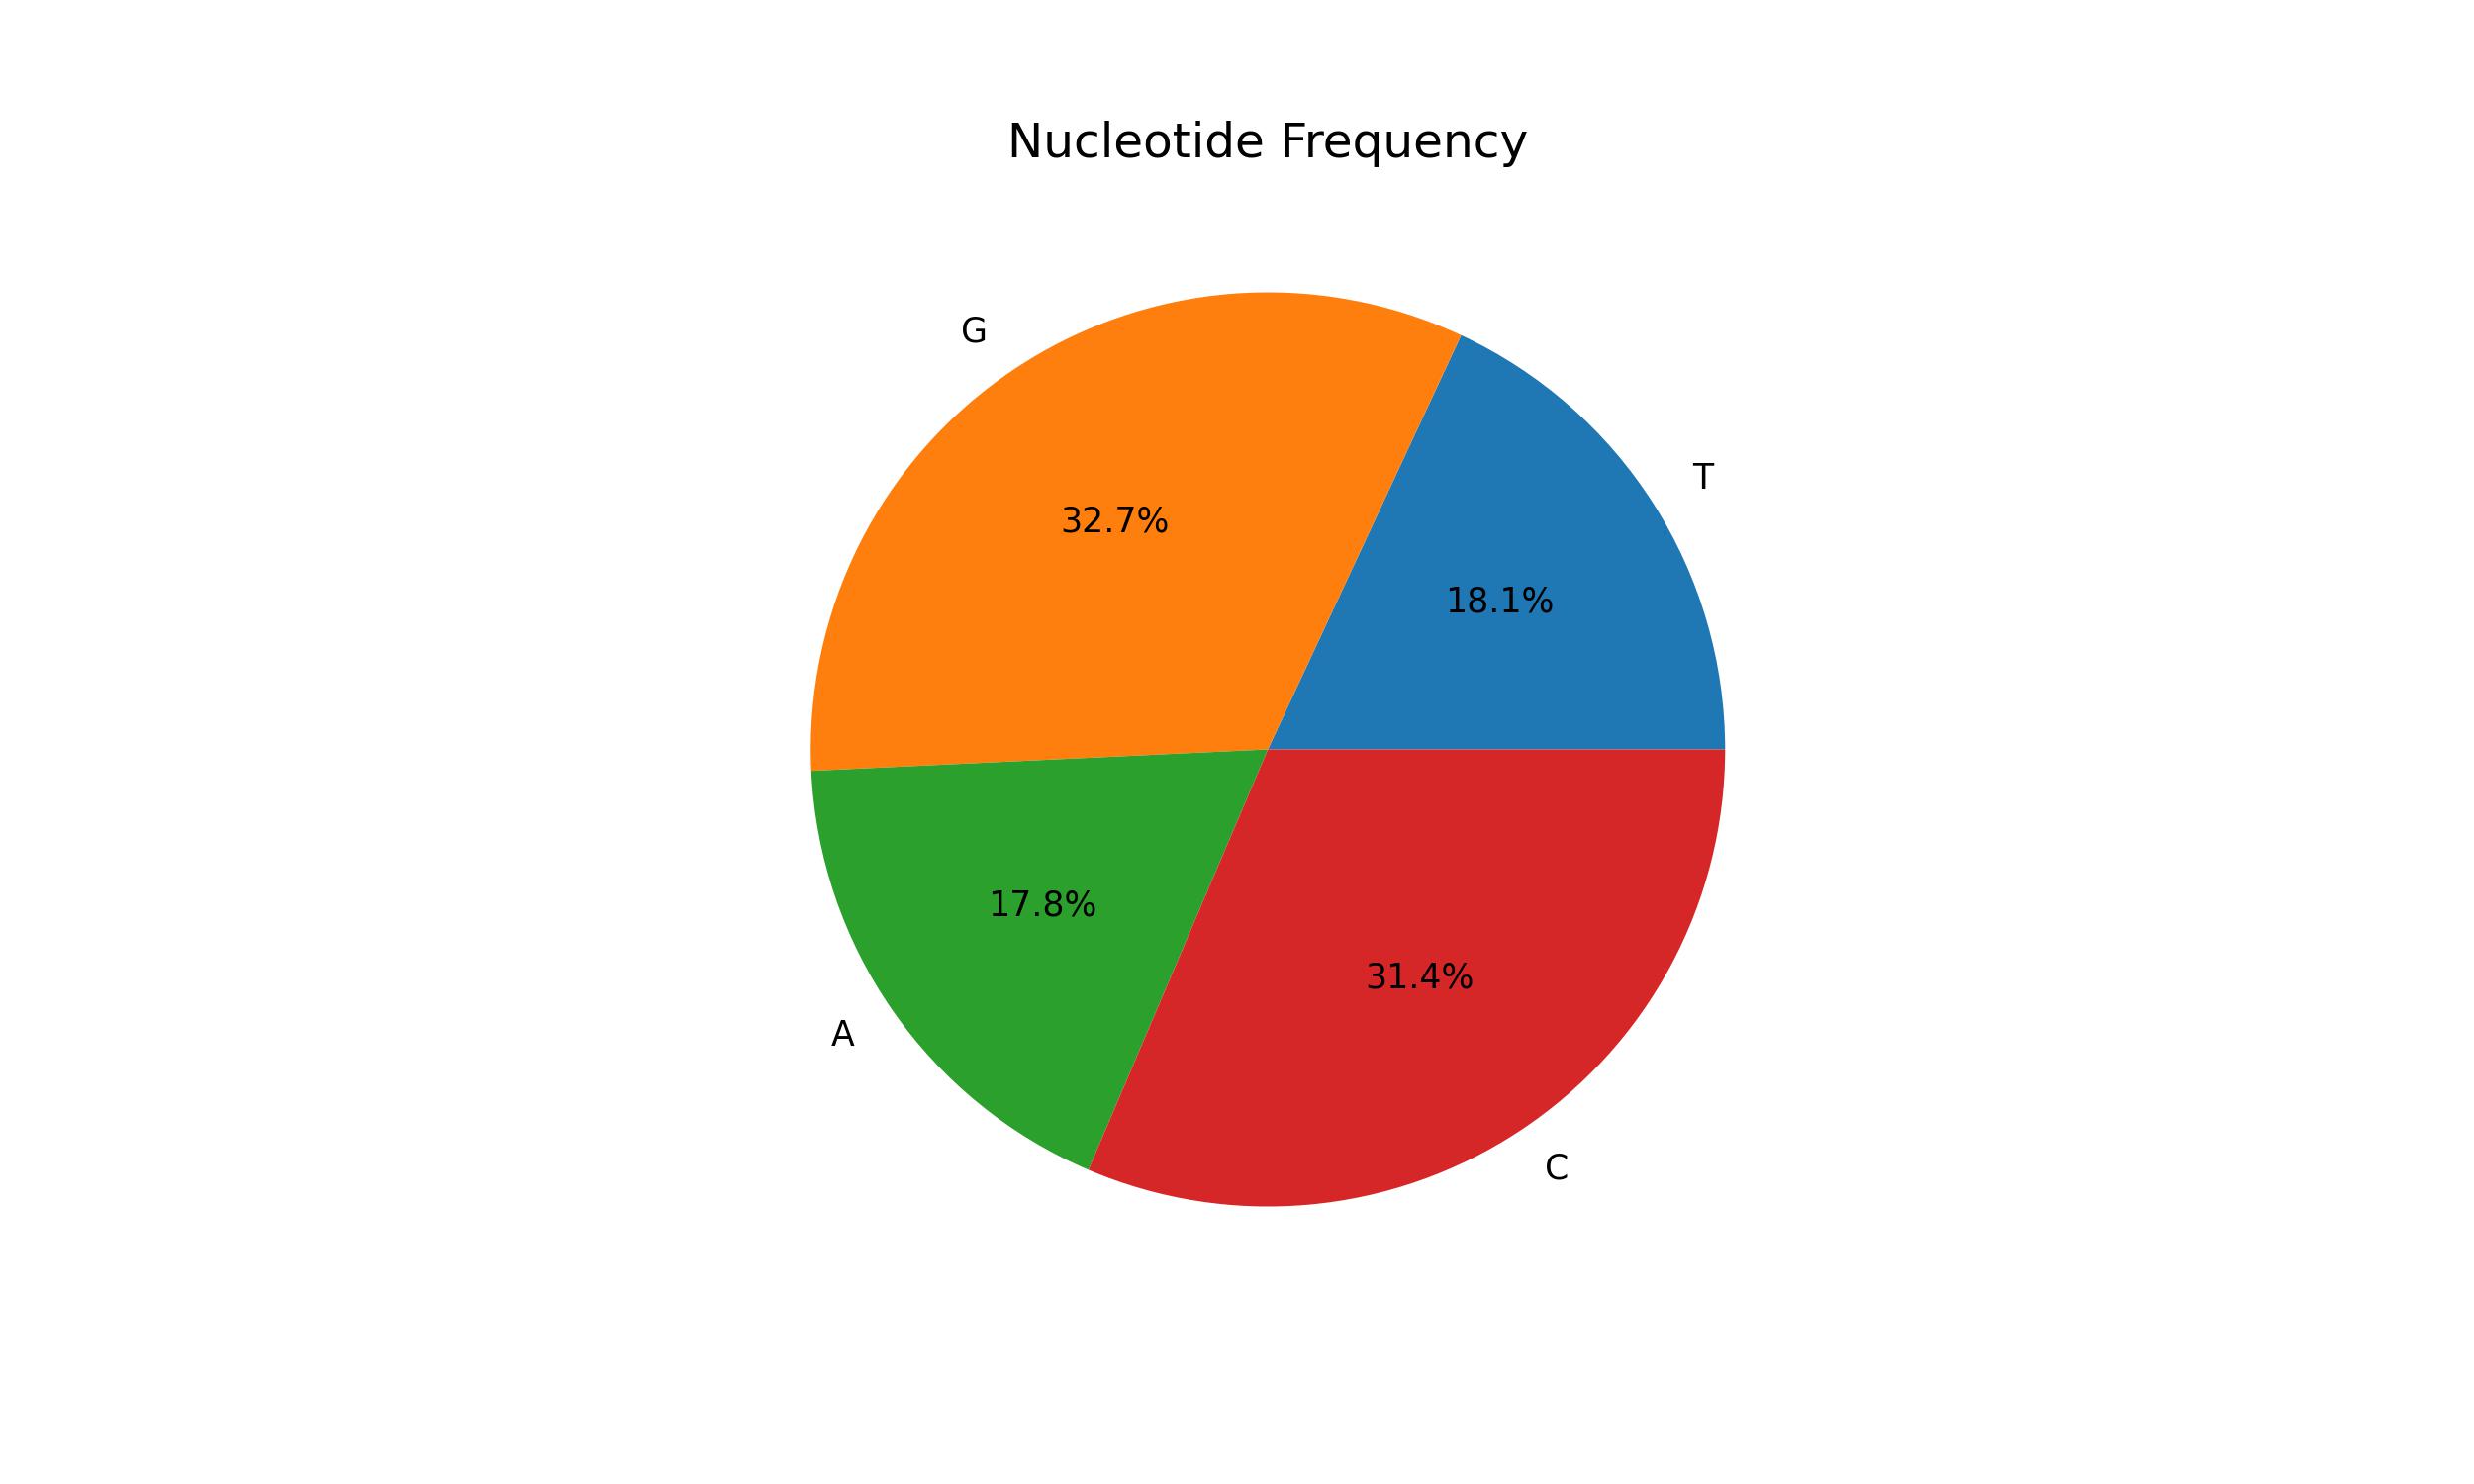 Nucleotide Frequency
G
T
32.7%
18.1%
17.8%
31.4%
A
C